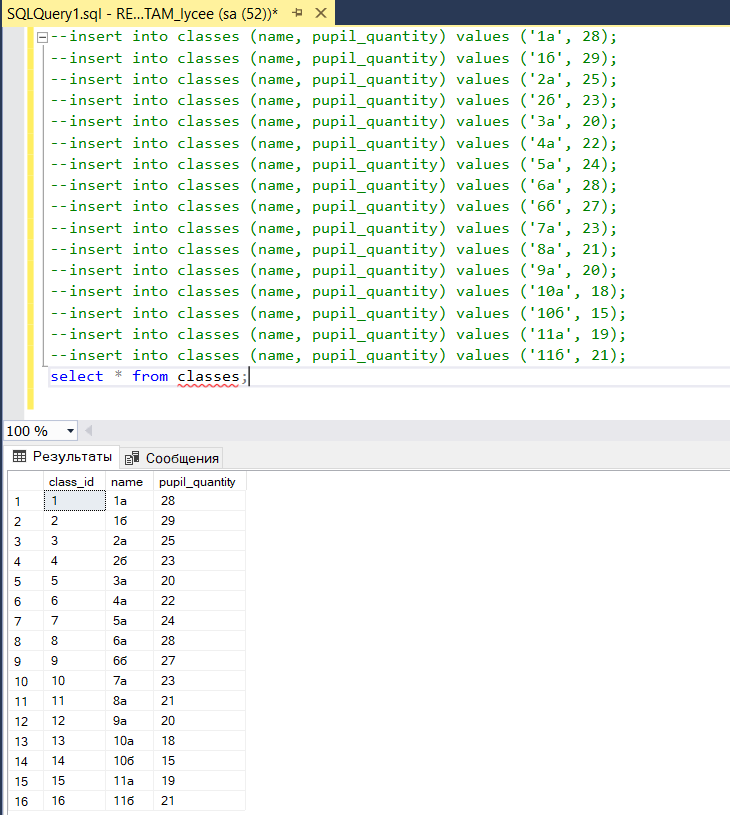 SQLQuery1.sql - RE...TAM_lycee (sa (52))*
--insert into classes (name, pupil_quantity) values ('1а', 28);
--insert into classes (name, pupil_quantity) values ('1б', 29);
--insert into classes (name, pupil_quantity) values ('2а', 25);
--insert into classes (name, pupil_quantity) values ('2б', 23);
--insert into classes (name, pupil_quantity) values ('3а', 20);
--insert into classes (name, pupil_quantity) values ('4а', 22);
--insert into classes (name, pupil_quantity) values ('5а', 24);
--insert into classes (name, pupil_quantity) values ('6а', 28);
--insert into classes (name, pupil_quantity) values ('6б', 27);
--insert into classes (name, pupil_quantity) values ('7а', 23);
--insert into classes (name, pupil_quantity) values ('8а', 21);
--insert into classes (name, pupil_quantity) values ('9а', 20);
--insert into classes (name, pupil_quantity) values ('10а', 18);
--insert into classes (name, pupil_quantity) values ('10б', 15);
--insert into classes (name, pupil_quantity) values ('11а', 19);
--insert into classes (name, pupil_quantity) values ('11б', 21);
select * from classes;
100 %
Результаты Сообщения
class_id name pupil_quantity
1 1 1а 28
2 2 1б 29
3 3 2а 25
4 4 2б 23
5 5 3а 20
6 6 4а 22
7 7 5а 24
8 8 6а 28
9 9 6б 27
10 10 7а 23
11 11 8а 21
12 12 9а 20
13 13 10а 18
14 14 10б 15
15 15 11а 19
16 16 11б 21